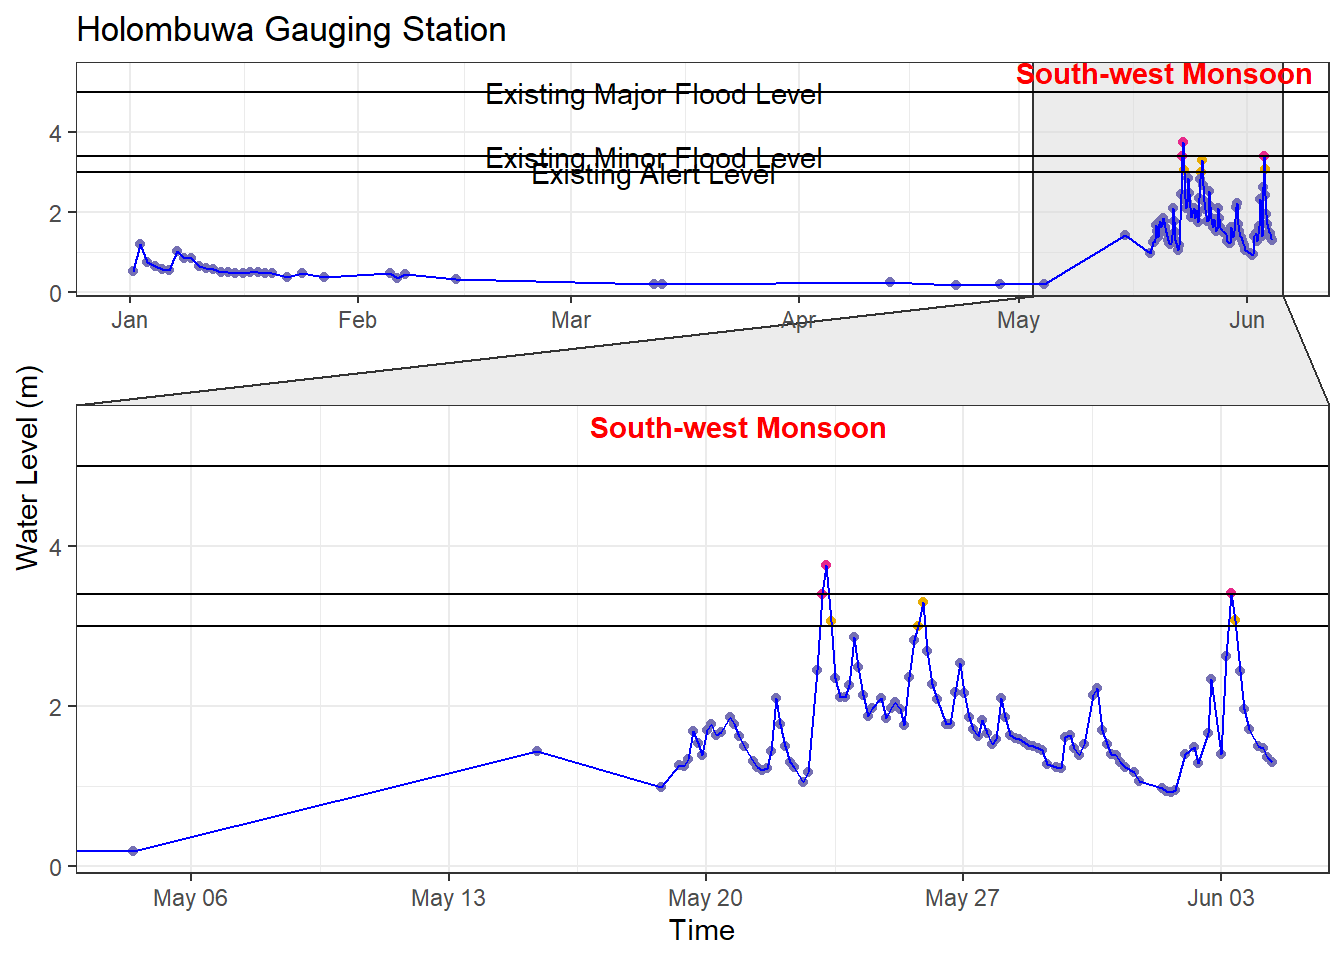 Holombuwa Gauging Station
South-west Monsoon
Existing Major Flood Level
4
Existing Minor Flood Level
Existing Alert Level
2
0
Jan Feb Mar Apr May Jun
Water Level (m)
South-west Monsoon
4
2
0
May 06 May 13 May 20 May 27 Jun 03
Time